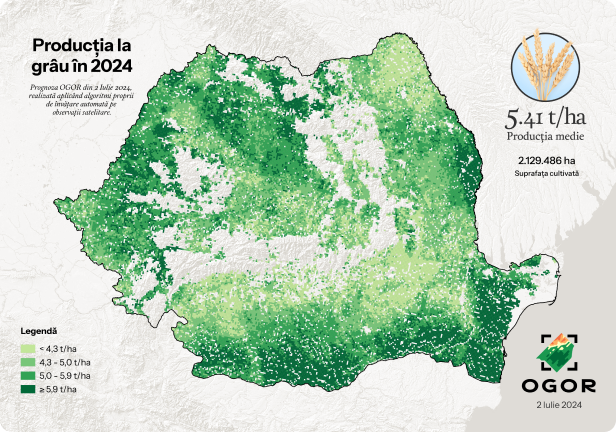 Producția la
grâu în 2024
Prognoza OGOR din 2 Iulie 2024,
realizată aplicând algoritmi proprii
de învățare automată pe
observații satelitare.
5.41 t/ha
Producția medie
2.129.486 ha
Suprafața cultivată
Legendă
< 4,3 t/ha
4,3 - 5,0 t/ha
5,0 - 5,9 t/ha
≥ 5,9 t/ha
OGOR
2 Iulie 2024